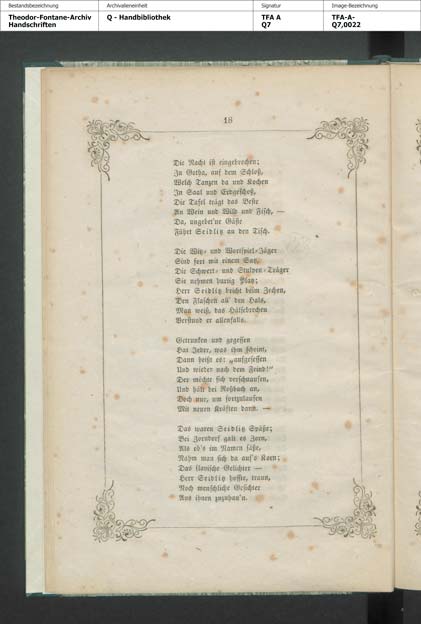 Bestandsbezeichnung
Theodor-Fontane-Archiv
Handschriften
Archivalieneinheit
Q - Handbibliothek
Signatur
TFA A
Q7
Image-Bezeichnung
TFA-A-
Q7,0022
18
Die Nacht ist eingebrochen;
In Gotha, auf dem Schloß,
Welch Tanzen da und Kochen
In Saal und Erdgeschoß,
Die Tafel trägt das Beste
An Wein und Wild und Fisch, —
Da, ungebet'ne Gäste
Führt Seidlitz an den Tisch.
Die Witz- und Wortspiel-Jäger
Sind fort mit einem Satz,
Die Schwert- und Stulpen-Träger
Sie nehmen hurtig Platz;
Herr Seidlitz bricht beim Zechen,
Den Flaschen all' den Hals,
Man weiß, das Hälsebrechen
Verstund er allenfalls.
Getrunken und gegessen
Hat Jeder, was ihm scheint,
Dann heißt es: „aufgesessen
Und wieder nach dem Feind!"
Der möchte sich verschnaufen,
Und hält bei Roßbach an,
Doch nur, um fortzulaufen
Mit neuen Kräften dann. —
Das waren Seidlitz Späße;
Bei Zorndorf galt es Zorn,
Als ob's im Namen säße,
Nahm man sich da auf's Korn;
Das slavische Gelichter —
Herr Seidlitz hoffte, traun,
Noch menschliche Gesichter
Aus ihnen zuzuhau'n.